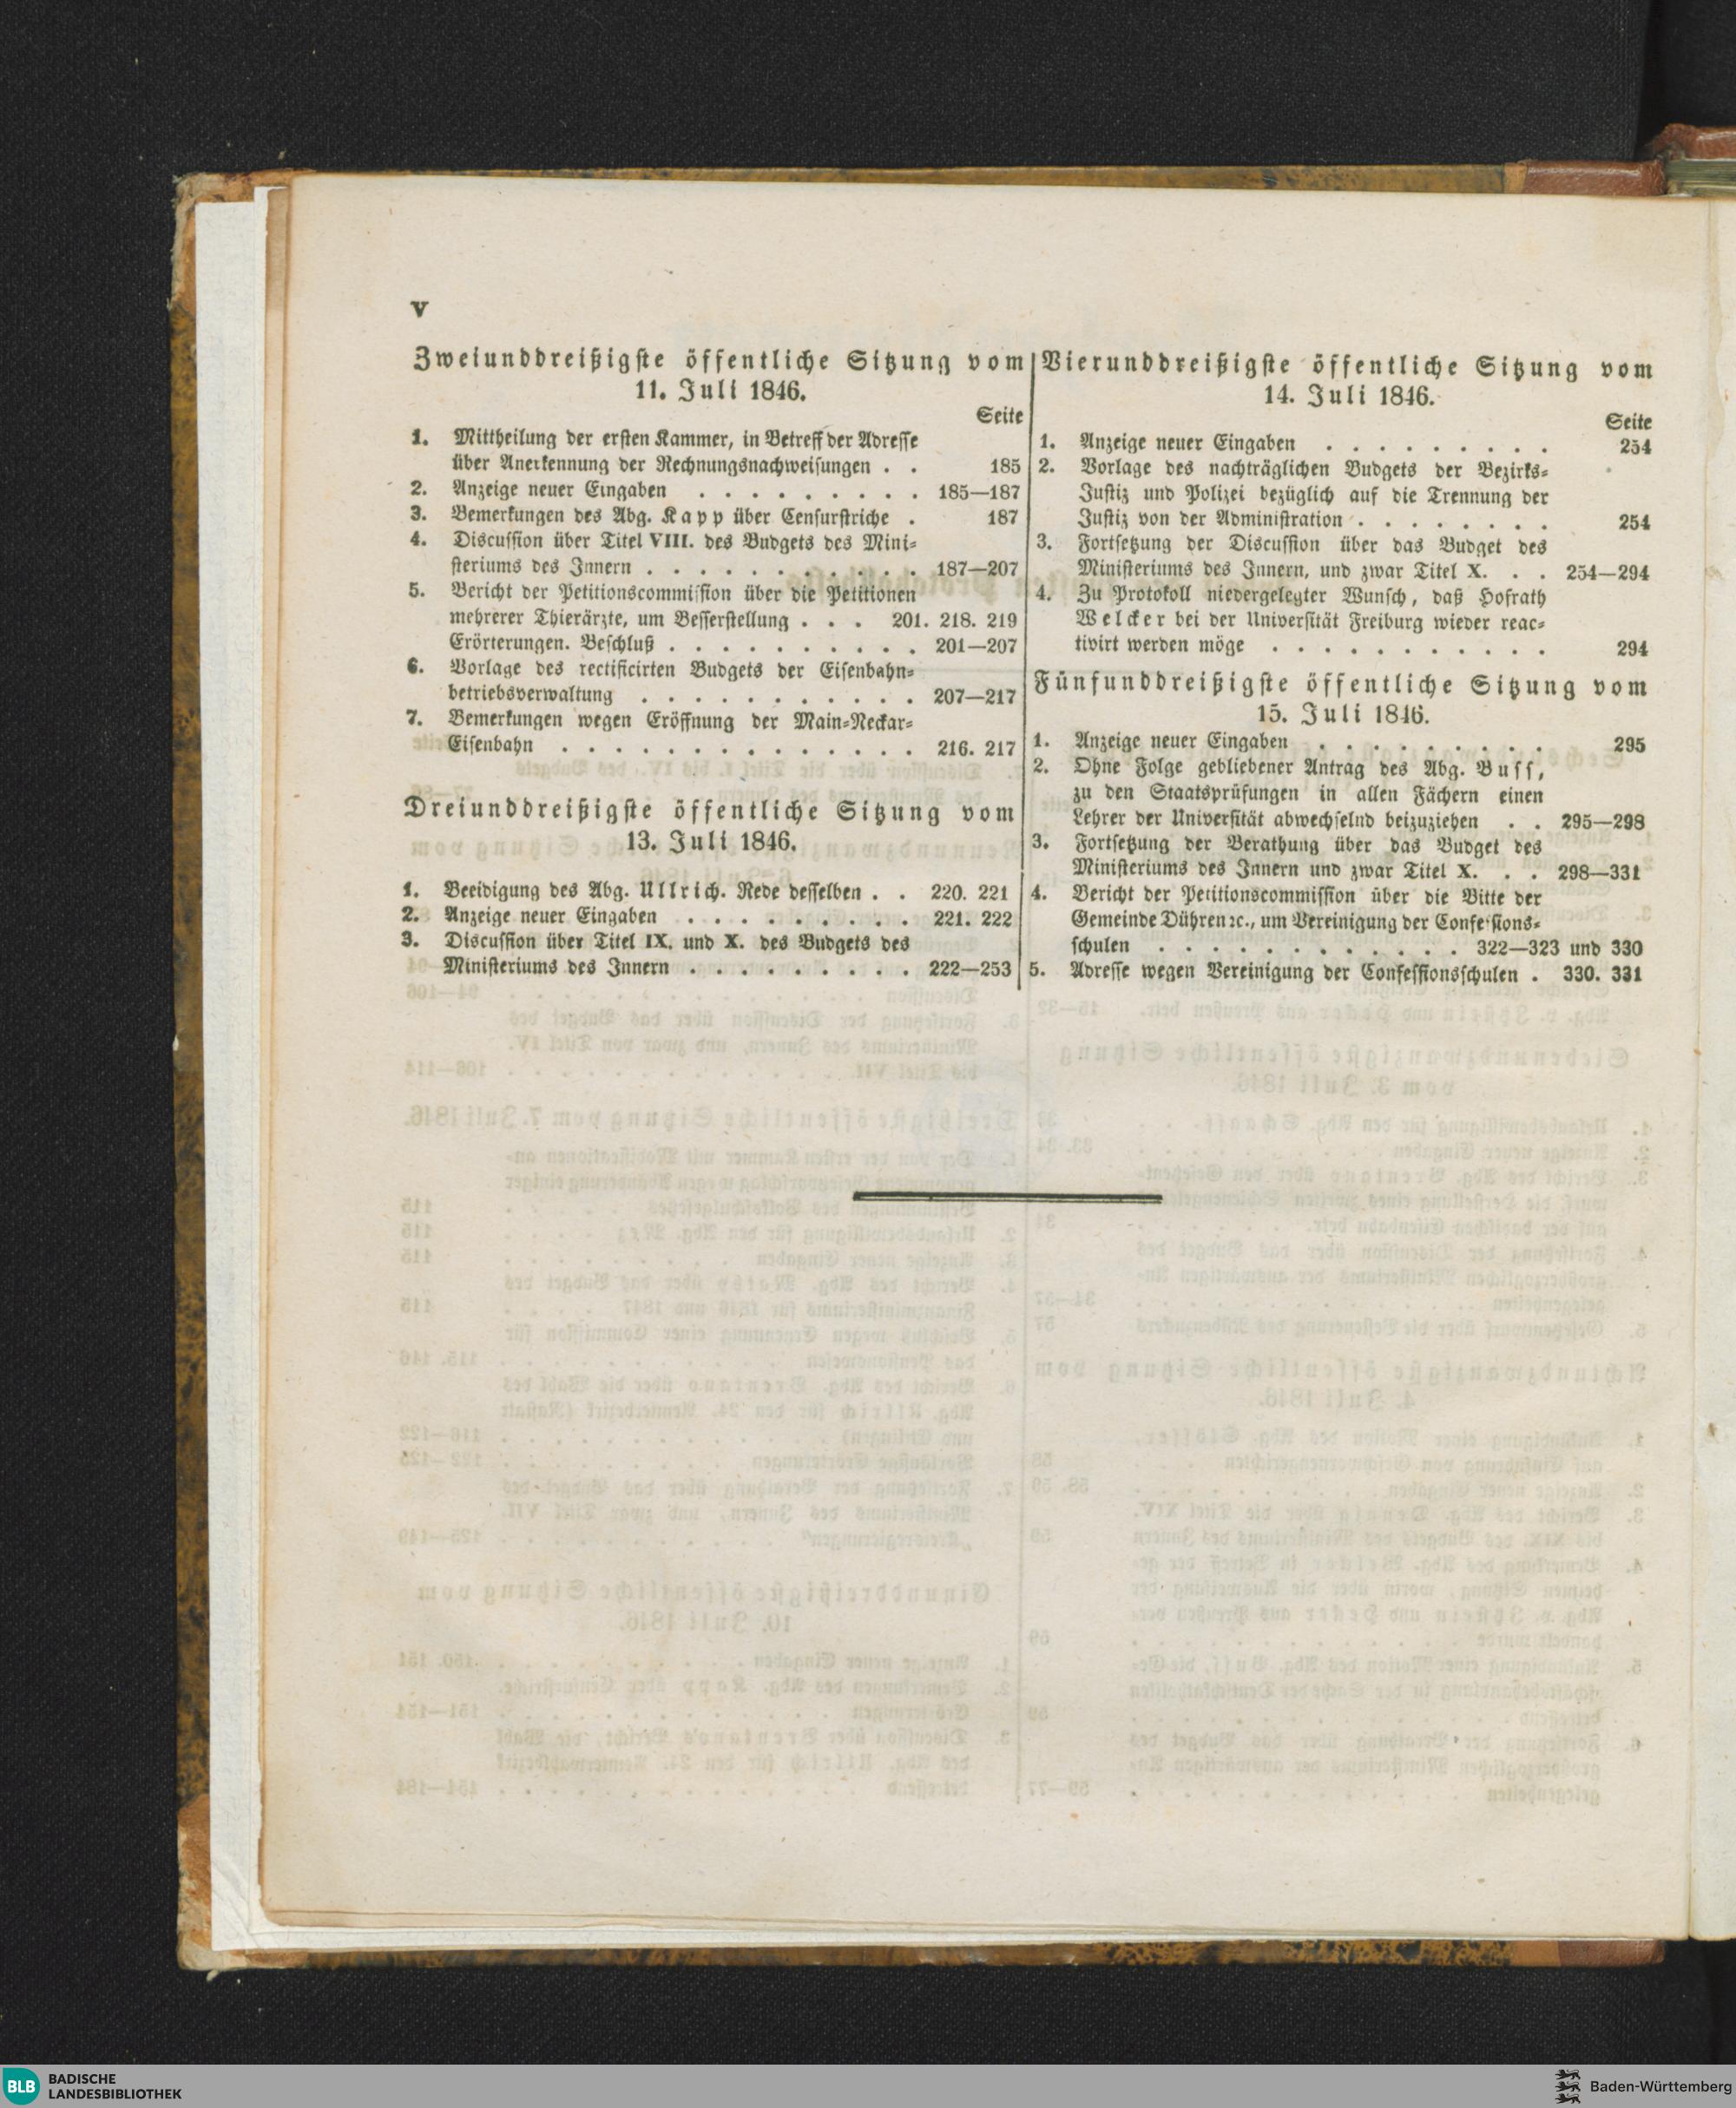 V
Zweiunddreißigste öffentliche Sitzung vom
11. Juli 1846.
Seite
1. Mittheilung der ersten Kammer, in Betreff der Adresse
über Anerkennung der Rechnungsnachweisungen . . 185
2. Anzeige neuer Eingaben . . . . . . . . . 185—187
3. Bemerkungen des Abg. Kapp über Censurstriche . 187
4. Discussion über Titel VIII. des Budgets des Mini-
steriums des Innern . . . . . . . . . . . 187—207
5. Bericht der Petitionscommission über die Petitionen
mehrerer Thierärzte, um Besserstellung . . . 201. 218. 219
Erörterungen. Beschluß . . . . . . . . . . 201—207
6. Vorlage des rectificirten Budgets der Eisenbahn-
betriebsverwaltung . . . . . . . . . . . 207—217
7. Bemerkungen wegen Eröffnung der Main-Neckar-
Eisenbahn . . . . . . . . . . . . . . 216. 217
Dreiunddreißigste öffentliche Sitzung vom
13. Juli 1846.
1. Beeidigung des Abg. Ullrich. Rede desselben . . 220. 221
2. Anzeige neuer Eingaben . . . . . . . . . 221. 222
3. Discussion über Titel IX. und X. des Budgets des
Ministeriums des Innern . . . . . . . . . 222—253
Vierunddreißigste öffentliche Sitzung vom
14. Juli 1846.
Seite
1. Anzeige neuer Eingaben . . . . . . . . . 254
2. Vorlage des nachträglichen Budgets der Bezirks-
Justiz und Polizei bezüglich auf die Trennung der
Justiz von der Administration . . . . . . . . 254
3. Fortsetzung der Discussion über das Budget des
Ministeriums des Innern, und zwar Titel X. . . 254—294
4. Zu Protokoll niedergelegter Wunsch, daß Hofrath
Welcker bei der Universität Freiburg wieder reac-
tivirt werden möge . . . . . . . . . . . 294
Fünfunddreißigste öffentliche Sitzung vom
15. Juli 1846.
1. Anzeige neuer Eingaben . . . . . . . . . 295
2. Ohne Folge gebliebener Antrag des Abg. Buss,
zu den Staatsprüfungen in allen Fächern einen
Lehrer der Universität abwechselnd beizuziehen . . 295—298
3. Fortsetzung der Berathung über das Budget des
Ministeriums des Innern und zwar Titel X. . . 298—331
4. Bericht der Petitionscommission über die Bitte der
Gemeinde Dühren ꝛc., um Vereinigung der Confessions-
schulen . . . . . . . . . . . . 322—323 und 330
5. Adresse wegen Vereinigung der Confessionsschulen . 330. 331
BLB BADISCHE
LANDESBIBLIOTHEK
Baden-Württemberg